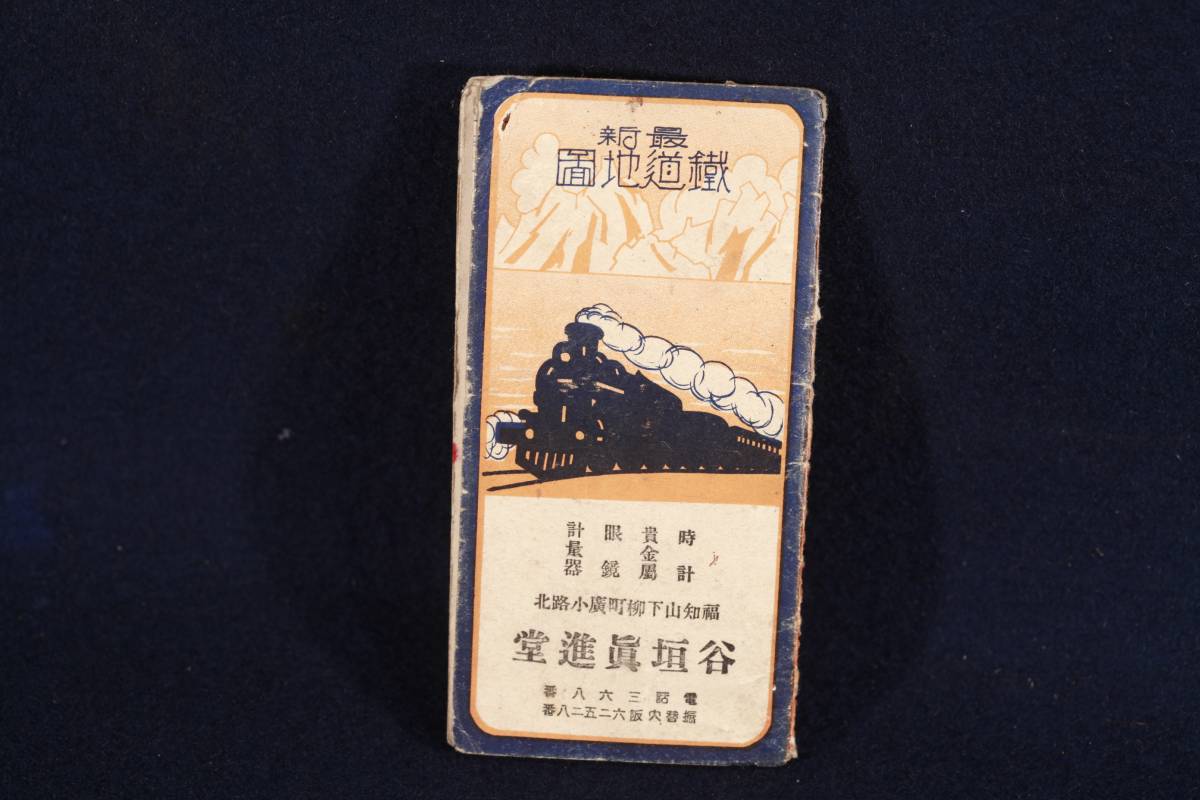 最新
鐵道地圖
時計
貴金屬
眼鏡
計量器
福知山下柳町廣小路北
谷垣眞進堂
電話三六八番
振替大阪六二五二八番